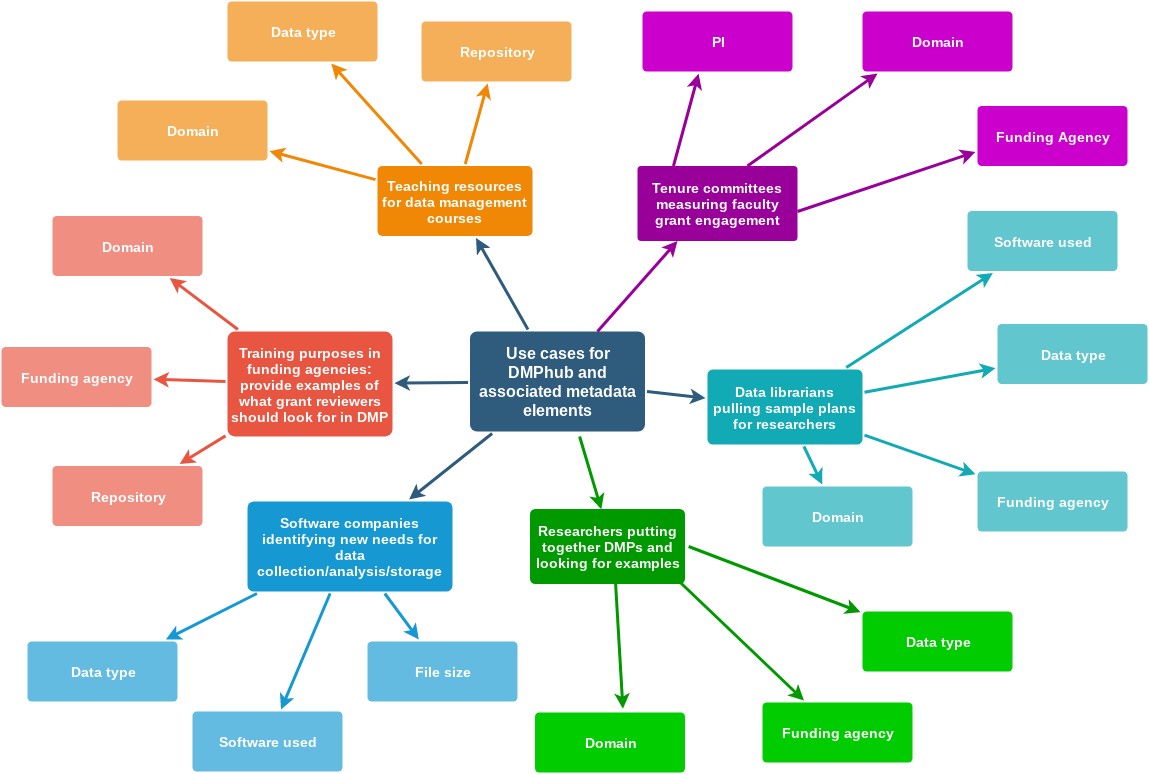 Data type
Repository
Domain
Teaching resources
for data management
courses
PI
Domain
Funding Agency
Tenure committees
measuring faculty
grant engagement
Domain
Funding agency
Repository
Training purposes in
funding agencies:
provide examples of
what grant reviewers
should look for in DMP
Use cases for
DMPhub and
associated metadata
elements
Software used
Data type
Data librarians
pulling sample plans
for researchers
Funding agency
Domain
Software companies
identifying new needs for
data
collection/analysis/storage
Data type
Software used
File size
Researchers putting
together DMPs and
looking for examples
Data type
Funding agency
Domain